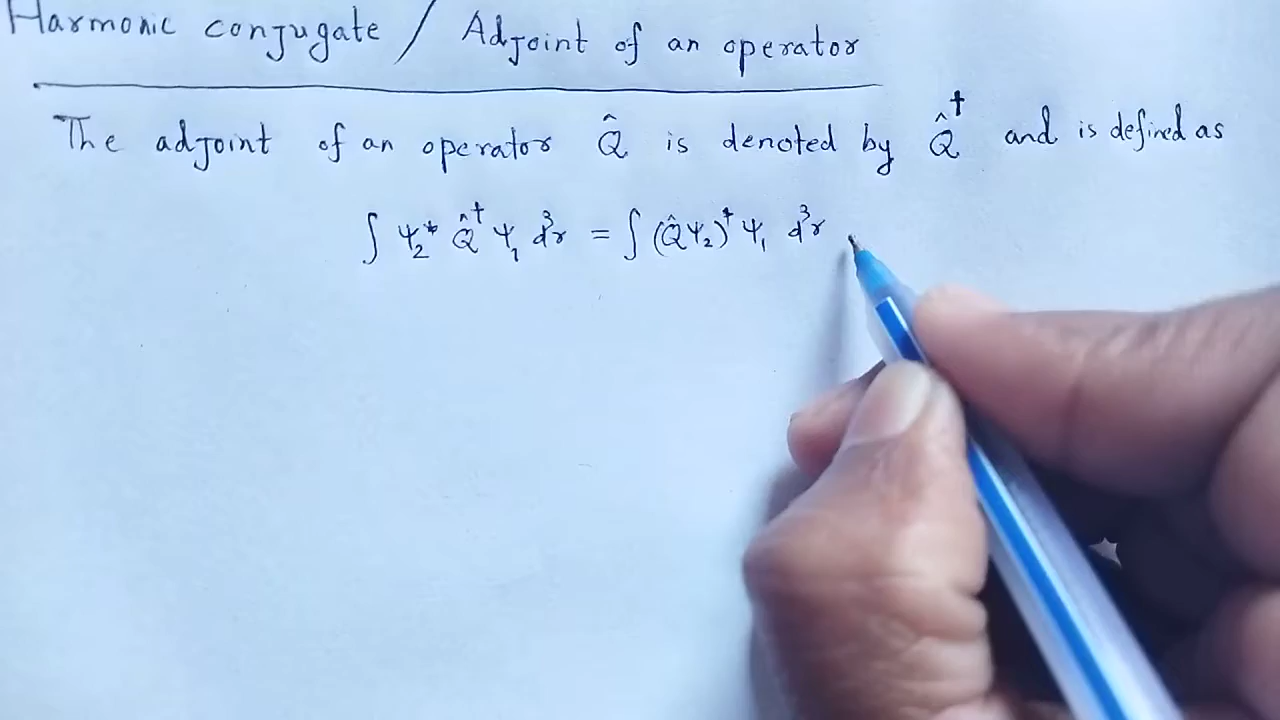 Harmonic conjugate / Adjoint of an operator
The adjoint of an operator Q̂ is denoted by Q̂† and is defined as
∫ ψ₂* Q̂† ψ₁ d³r = ∫ (Q̂ψ₂)* ψ₁ d³r